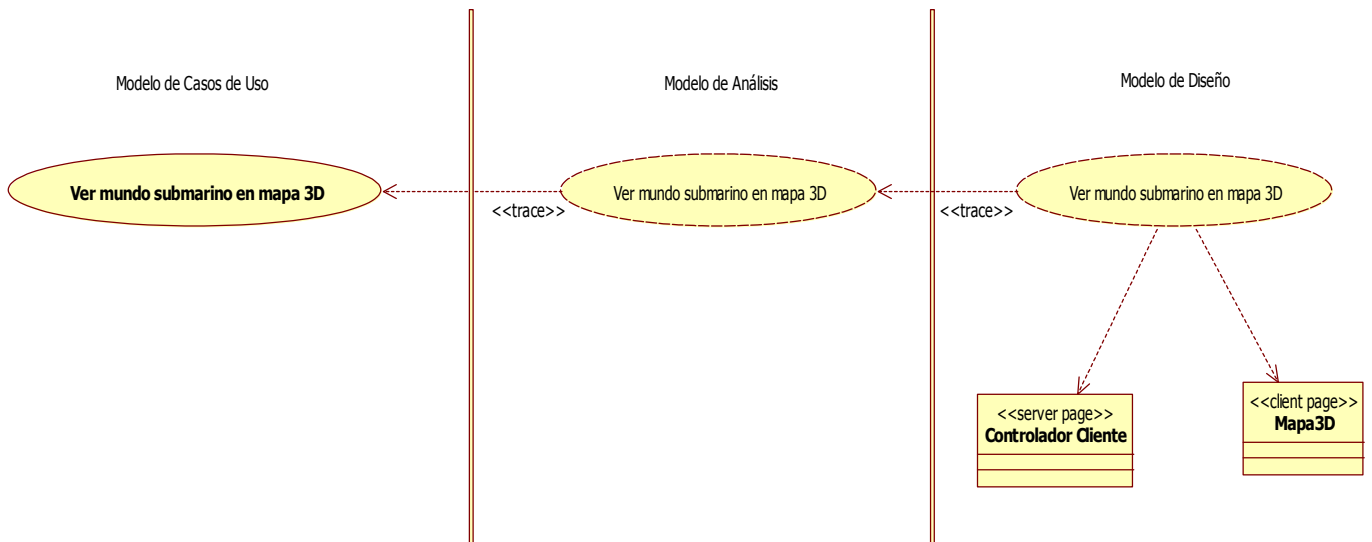 Modelo de Casos de Uso
Modelo de Análisis
Modelo de Diseño
Ver mundo submarino en mapa 3D
Ver mundo submarino en mapa 3D
Ver mundo submarino en mapa 3D
<<trace>>
<<trace>>
<<server page>>
Controlador Cliente
<<client page>>
Mapa3D